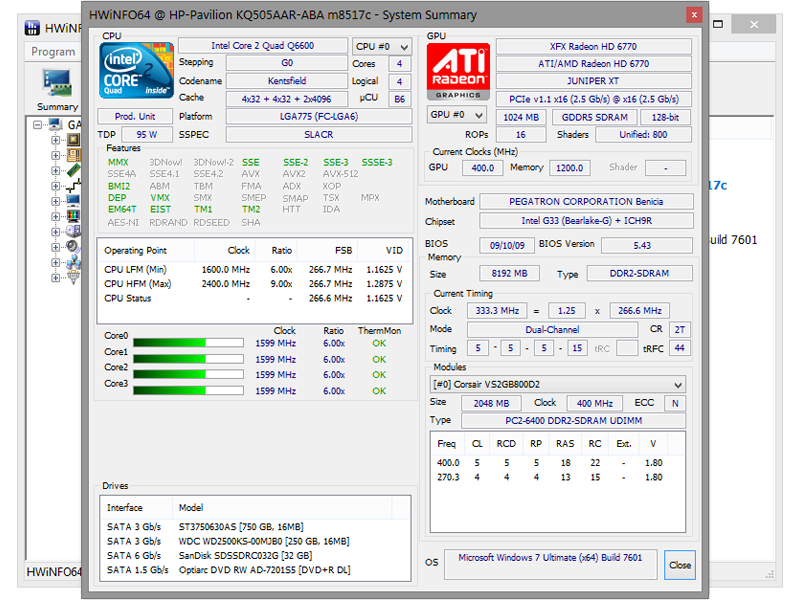 HWiNFO64 @ HP-Pavilion KQ505AAR-ABA m8517c - System Summary
HWiNF
Program
Summary
GA
HWiNFO64
17c
uild 7601
CPU
intel
CORE 2
Quad inside
Intel Core 2 Quad Q6600
CPU #0
Stepping G0 Cores 4
Codename Kentsfield Logical 4
Cache 4x32 + 4x32 + 2x4096 µCU B6
Prod. Unit Platform LGA775 (FC-LGA6)
TDP 95 W SSPEC SLACR
Features
MMX 3DNow! 3DNow!-2 SSE SSE-2 SSE-3 SSSE-3
SSE4A SSE4.1 SSE4.2 AVX AVX2 AVX-512
BMI2 ABM TBM FMA ADX XOP
DEP VMX SMX SMEP SMAP TSX MPX
EM64T EIST TM1 TM2 HTT IDA
AES-NI RDRAND RDSEED SHA
Operating Point Clock Ratio FSB VID
CPU LFM (Min) 1600.0 MHz 6.00x 266.7 MHz 1.1625 V
CPU HFM (Max) 2400.0 MHz 9.00x 266.7 MHz 1.2875 V
CPU Status - - 266.6 MHz 1.1625 V
Clock Ratio ThermMon
Core0 1599 MHz 6.00x OK
Core1 1599 MHz 6.00x OK
Core2 1599 MHz 6.00x OK
Core3 1599 MHz 6.00x OK
Drives
Interface Model
SATA 3 Gb/s ST3750630AS [750 GB, 16MB]
SATA 3 Gb/s WDC WD2500KS-00MJB0 [250 GB, 16MB]
SATA 6 Gb/s SanDisk SDSSDRC032G [32 GB]
SATA 1.5 Gb/s Optiarc DVD RW AD-7201S5 [DVD+R DL]
GPU
ATI
RADEON
GRAPHICS
XFX Radeon HD 6770
ATI/AMD Radeon HD 6770
JUNIPER XT
PCIe v1.1 x16 (2.5 Gb/s) @ x16 (2.5 Gb/s)
GPU #0 1024 MB GDDR5 SDRAM 128-bit
ROPs 16 Shaders Unified: 800
Current Clocks (MHz)
GPU 400.0 Memory 1200.0 Shader -
Motherboard PEGATRON CORPORATION Benicia
Chipset Intel G33 (Bearlake-G) + ICH9R
BIOS 09/10/09 BIOS Version 5.43
Memory
Size 8192 MB Type DDR2-SDRAM
Current Timing
Clock 333.3 MHz = 1.25 x 266.6 MHz
Mode Dual-Channel CR 2T
Timing 5 - 5 - 5 - 15 tRC tRFC 44
Modules
[#0] Corsair VS2GB800D2
Size 2048 MB Clock 400 MHz ECC N
Type PC2-6400 DDR2-SDRAM UDIMM
Freq CL RCD RP RAS RC Ext. V
400.0 5 5 5 18 22 - 1.80
270.3 4 4 4 13 15 - 1.80
OS Microsoft Windows 7 Ultimate (x64) Build 7601
Close